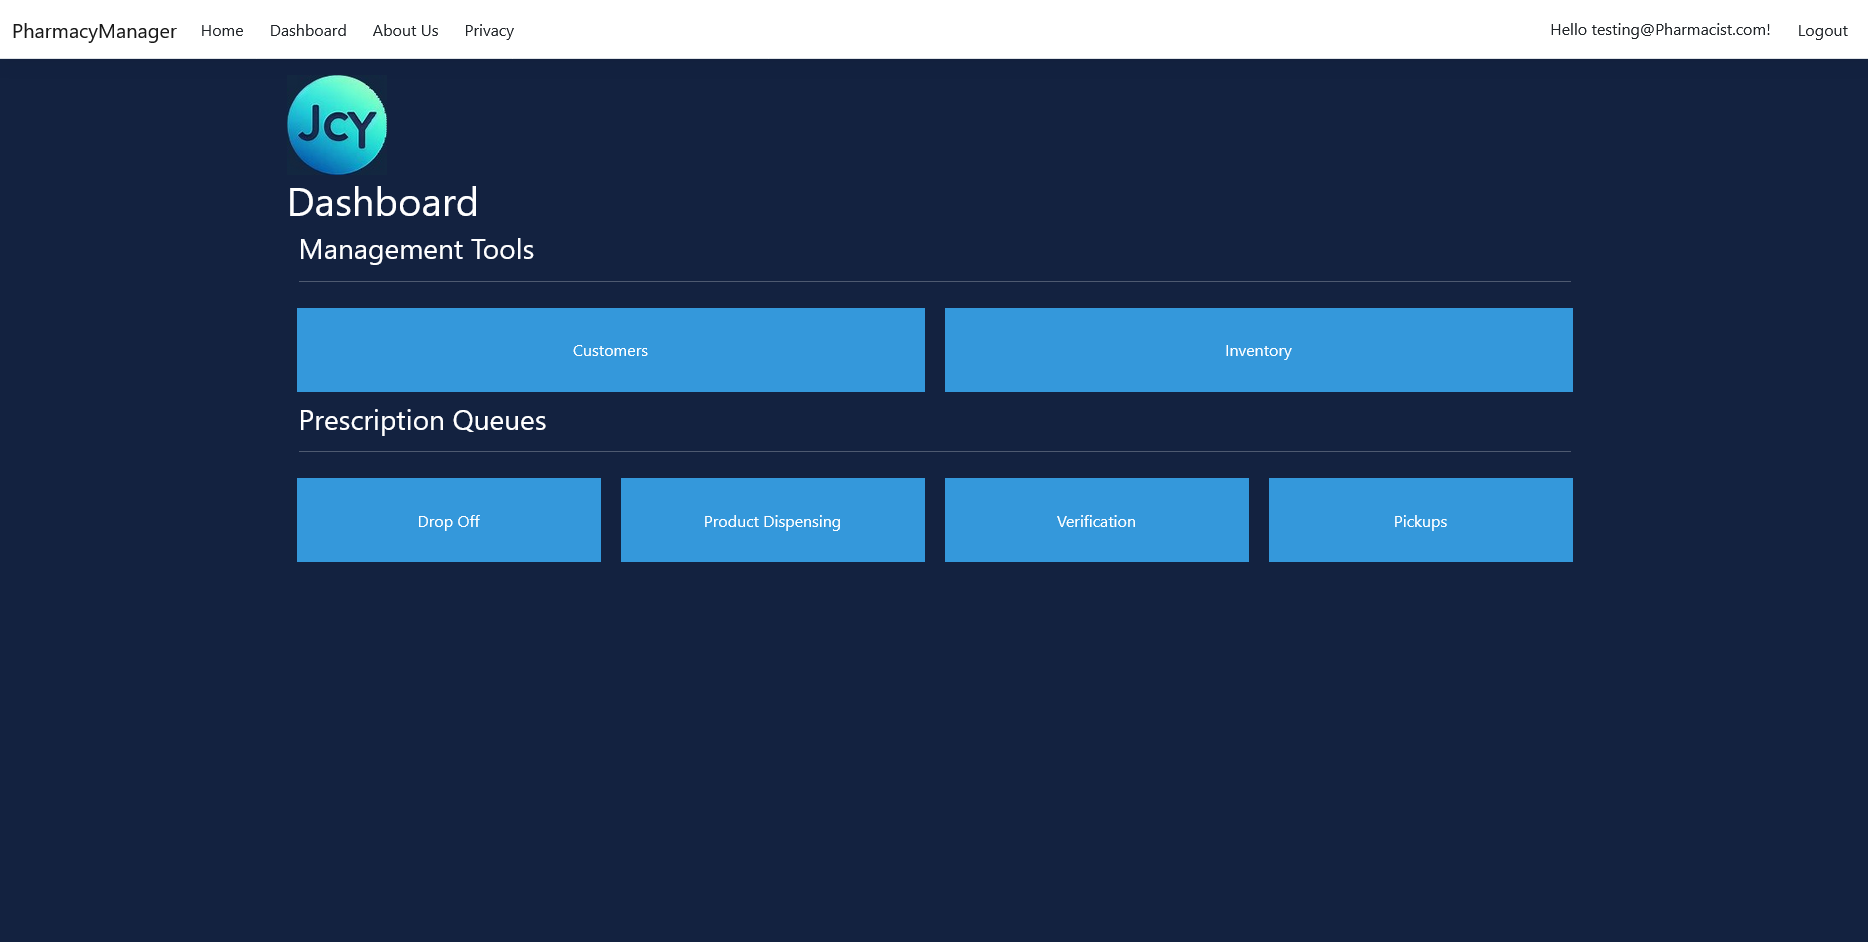 PharmacyManager Home Dashboard About Us Privacy Hello testing@Pharmacist.com! Logout
JCY
Dashboard
Management Tools
Customers Inventory
Prescription Queues
Drop Off Product Dispensing Verification Pickups